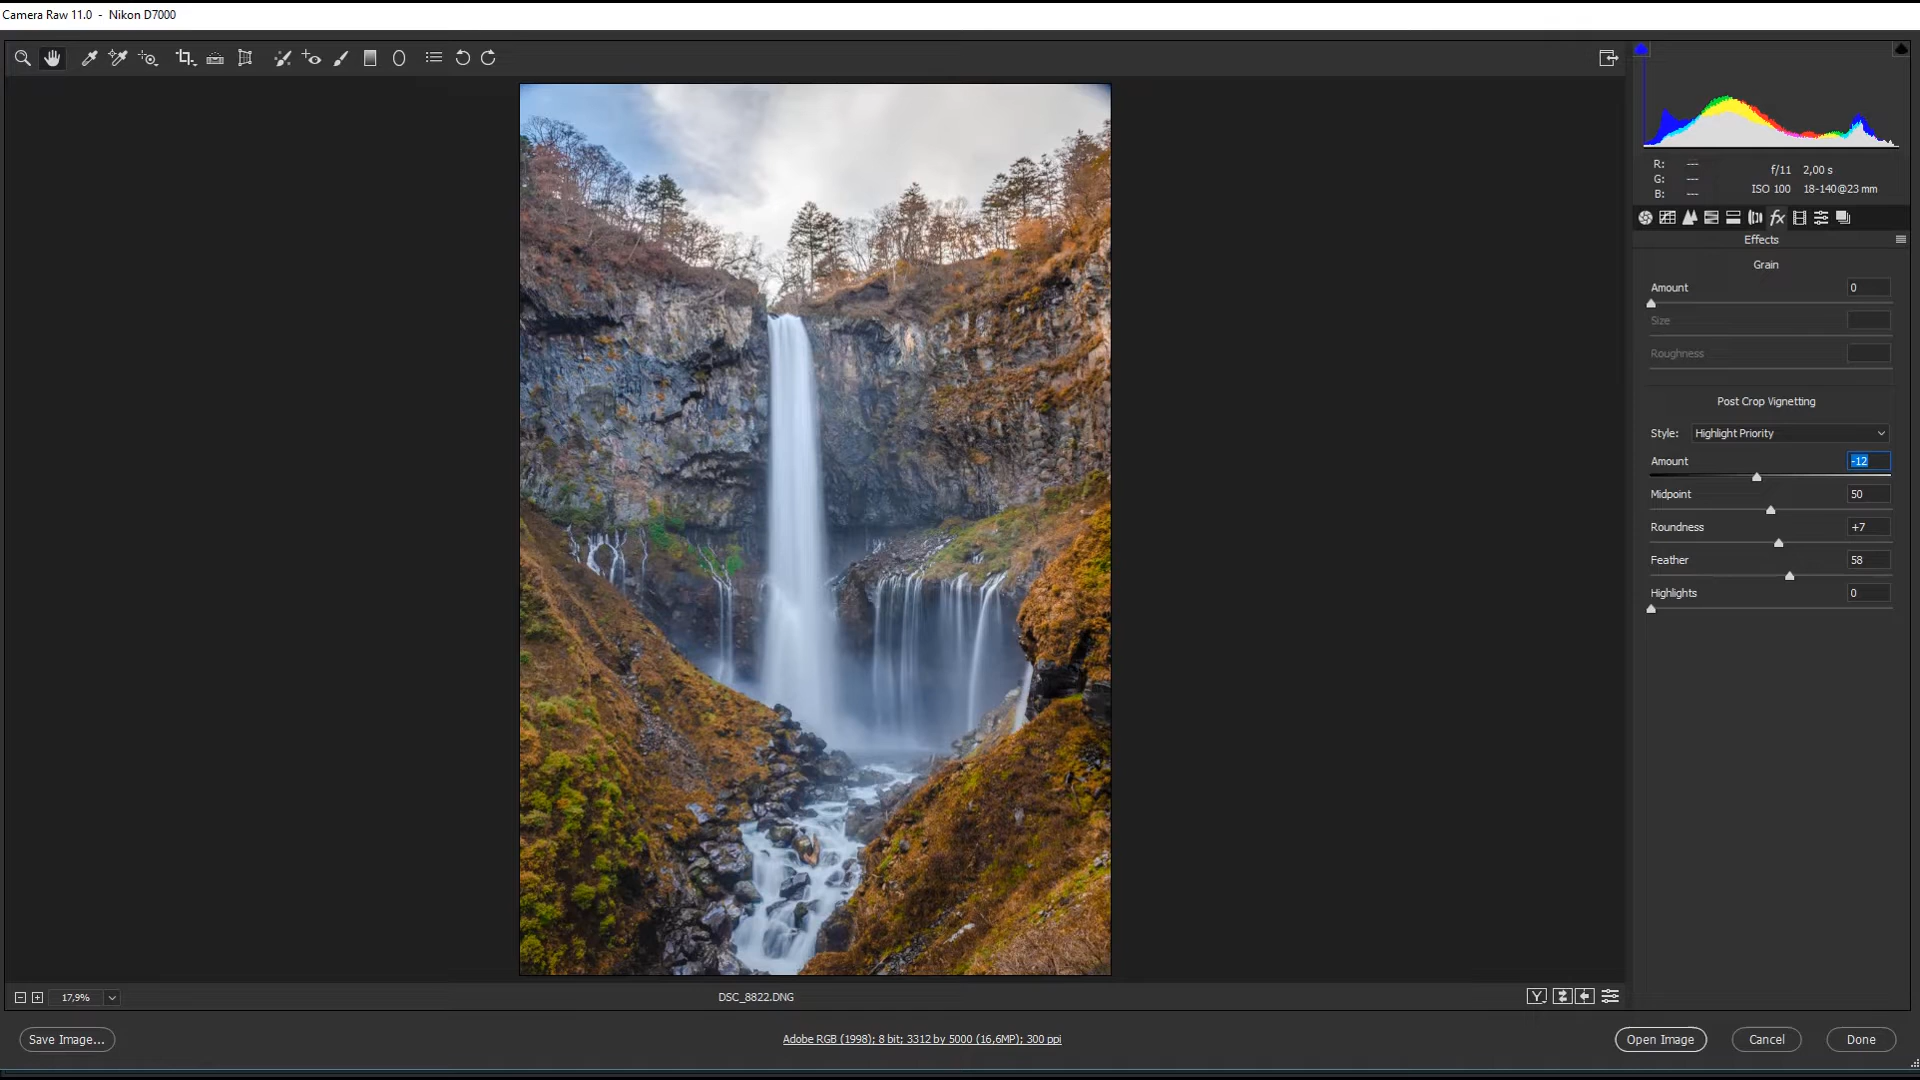 Camera Raw 11.0 - Nikon D7000
R: ---
G: ---
B: ---
f/11 2,00 s
ISO 100 18-140@23 mm
fx
Effects
Grain
Amount 0
Size
Roughness
Post Crop Vignetting
Style: Highlight Priority
Amount -12
Midpoint 50
Roundness +7
Feather 58
Highlights 0
17,9%
DSC_8822.DNG
Y
Save Image...
Adobe RGB (1998); 8 bit; 3312 by 5000 (16,6MP); 300 ppi
Open Image
Cancel
Done